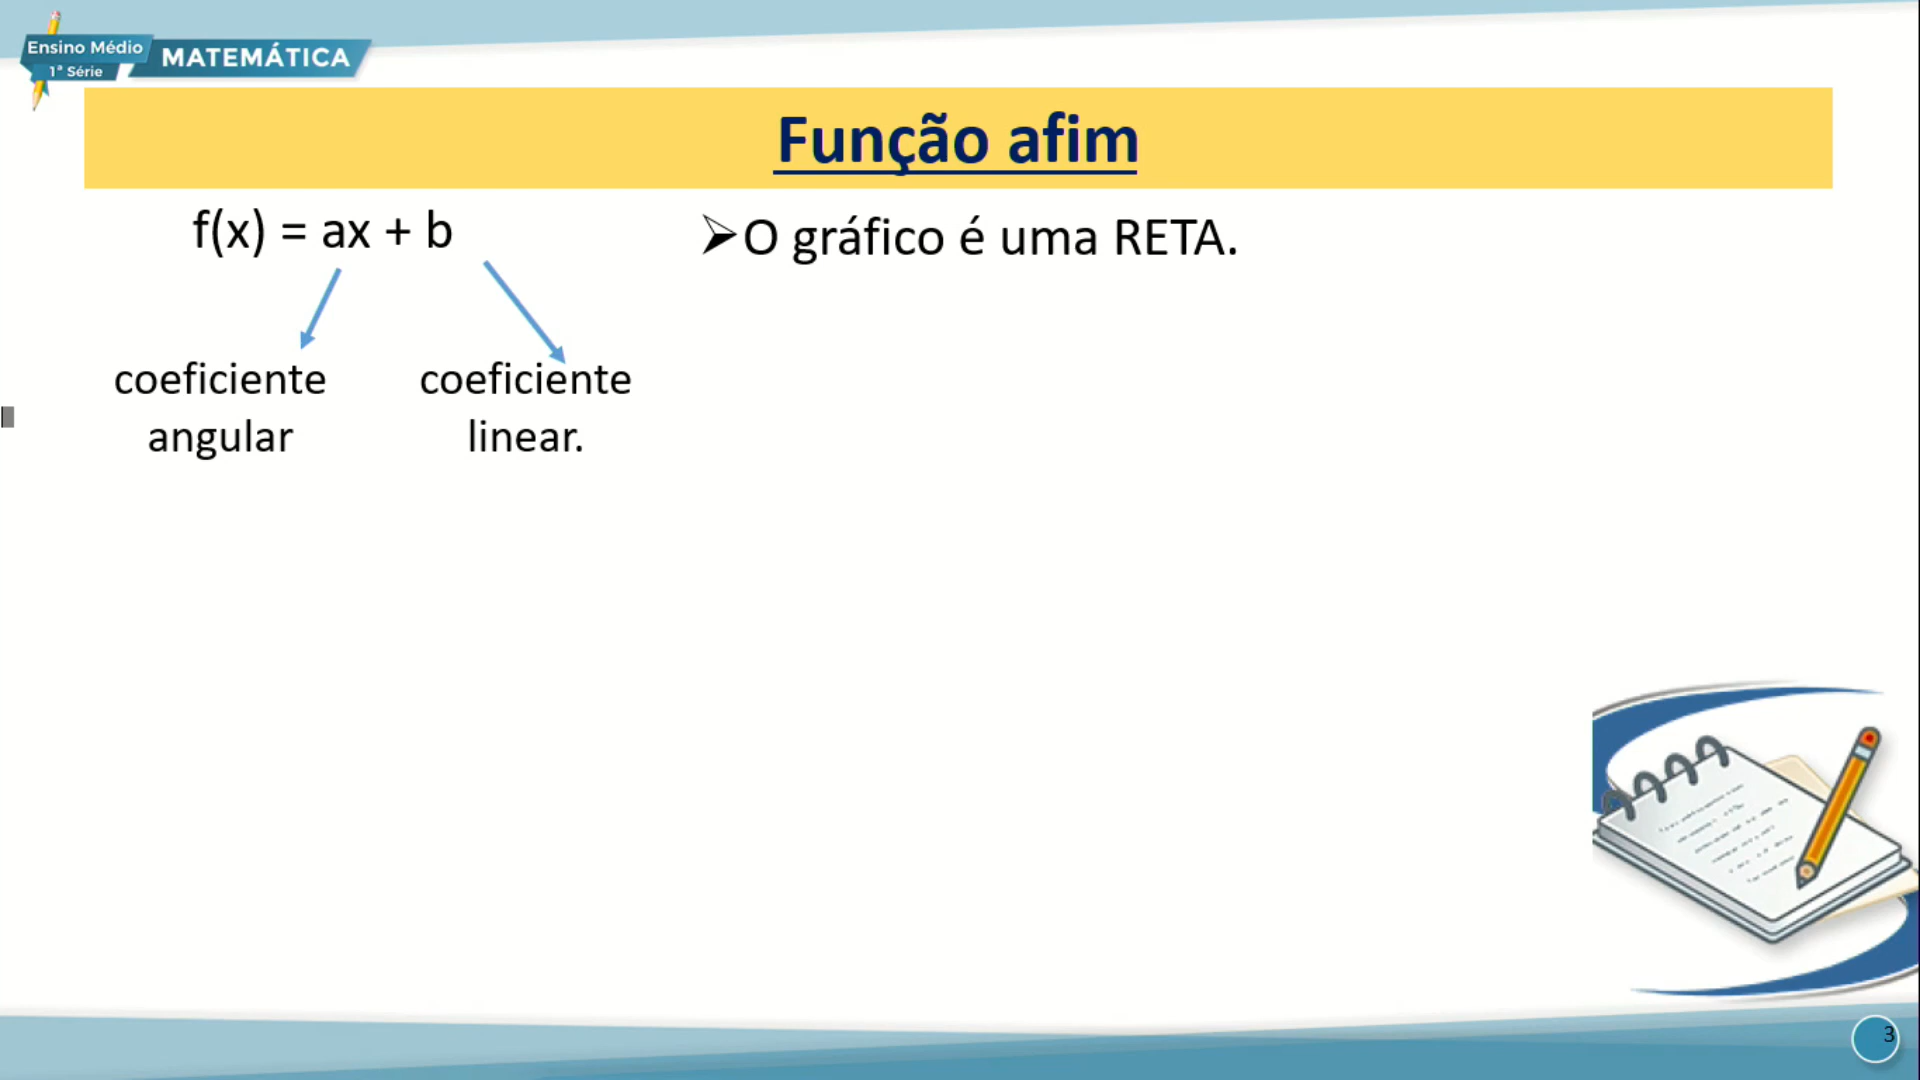 Ensino Médio
1ª Série
MATEMÁTICA
Função afim
f(x) = ax + b
➢O gráfico é uma RETA.
coeficiente
angular
coeficiente
linear.
3